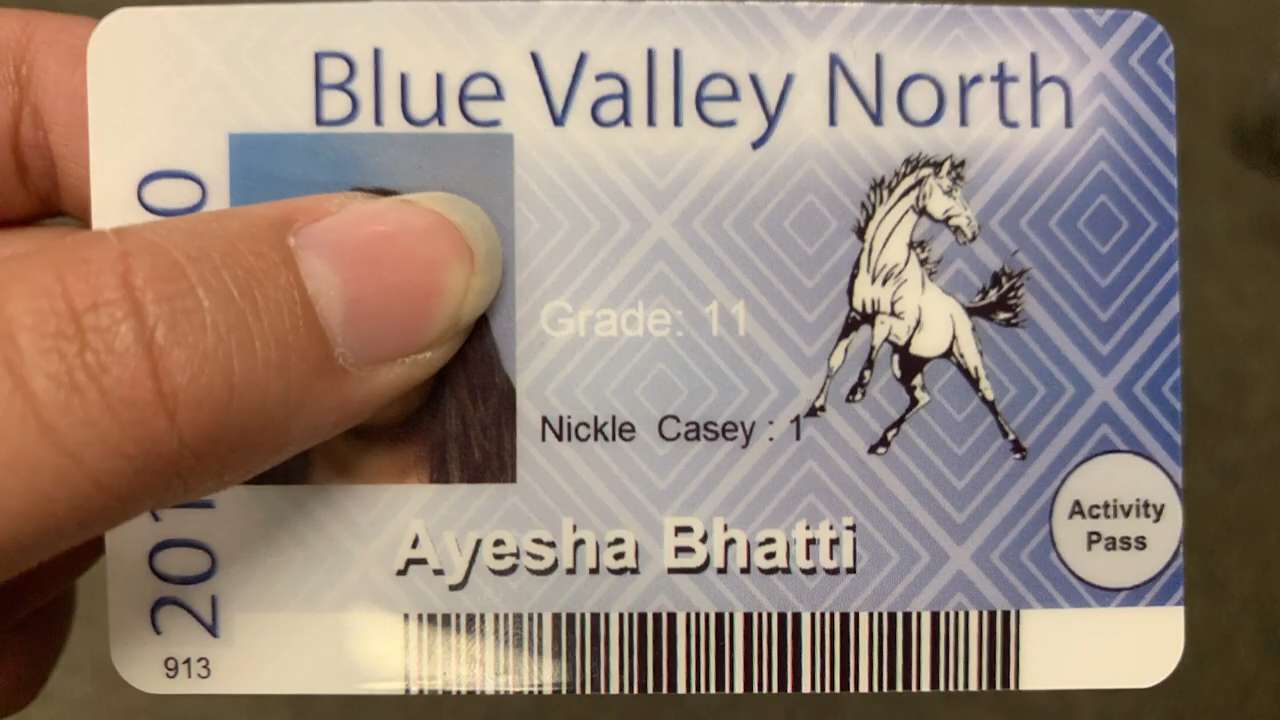 Blue Valley North
Grade: 11
Nickle Casey : 1
Ayesha Bhatti
Activity
Pass
913